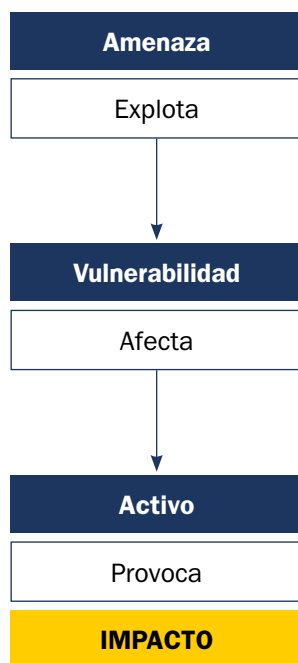 Amenaza
Explota
Vulnerabilidad
Afecta
Activo
Provoca
IMPACTO